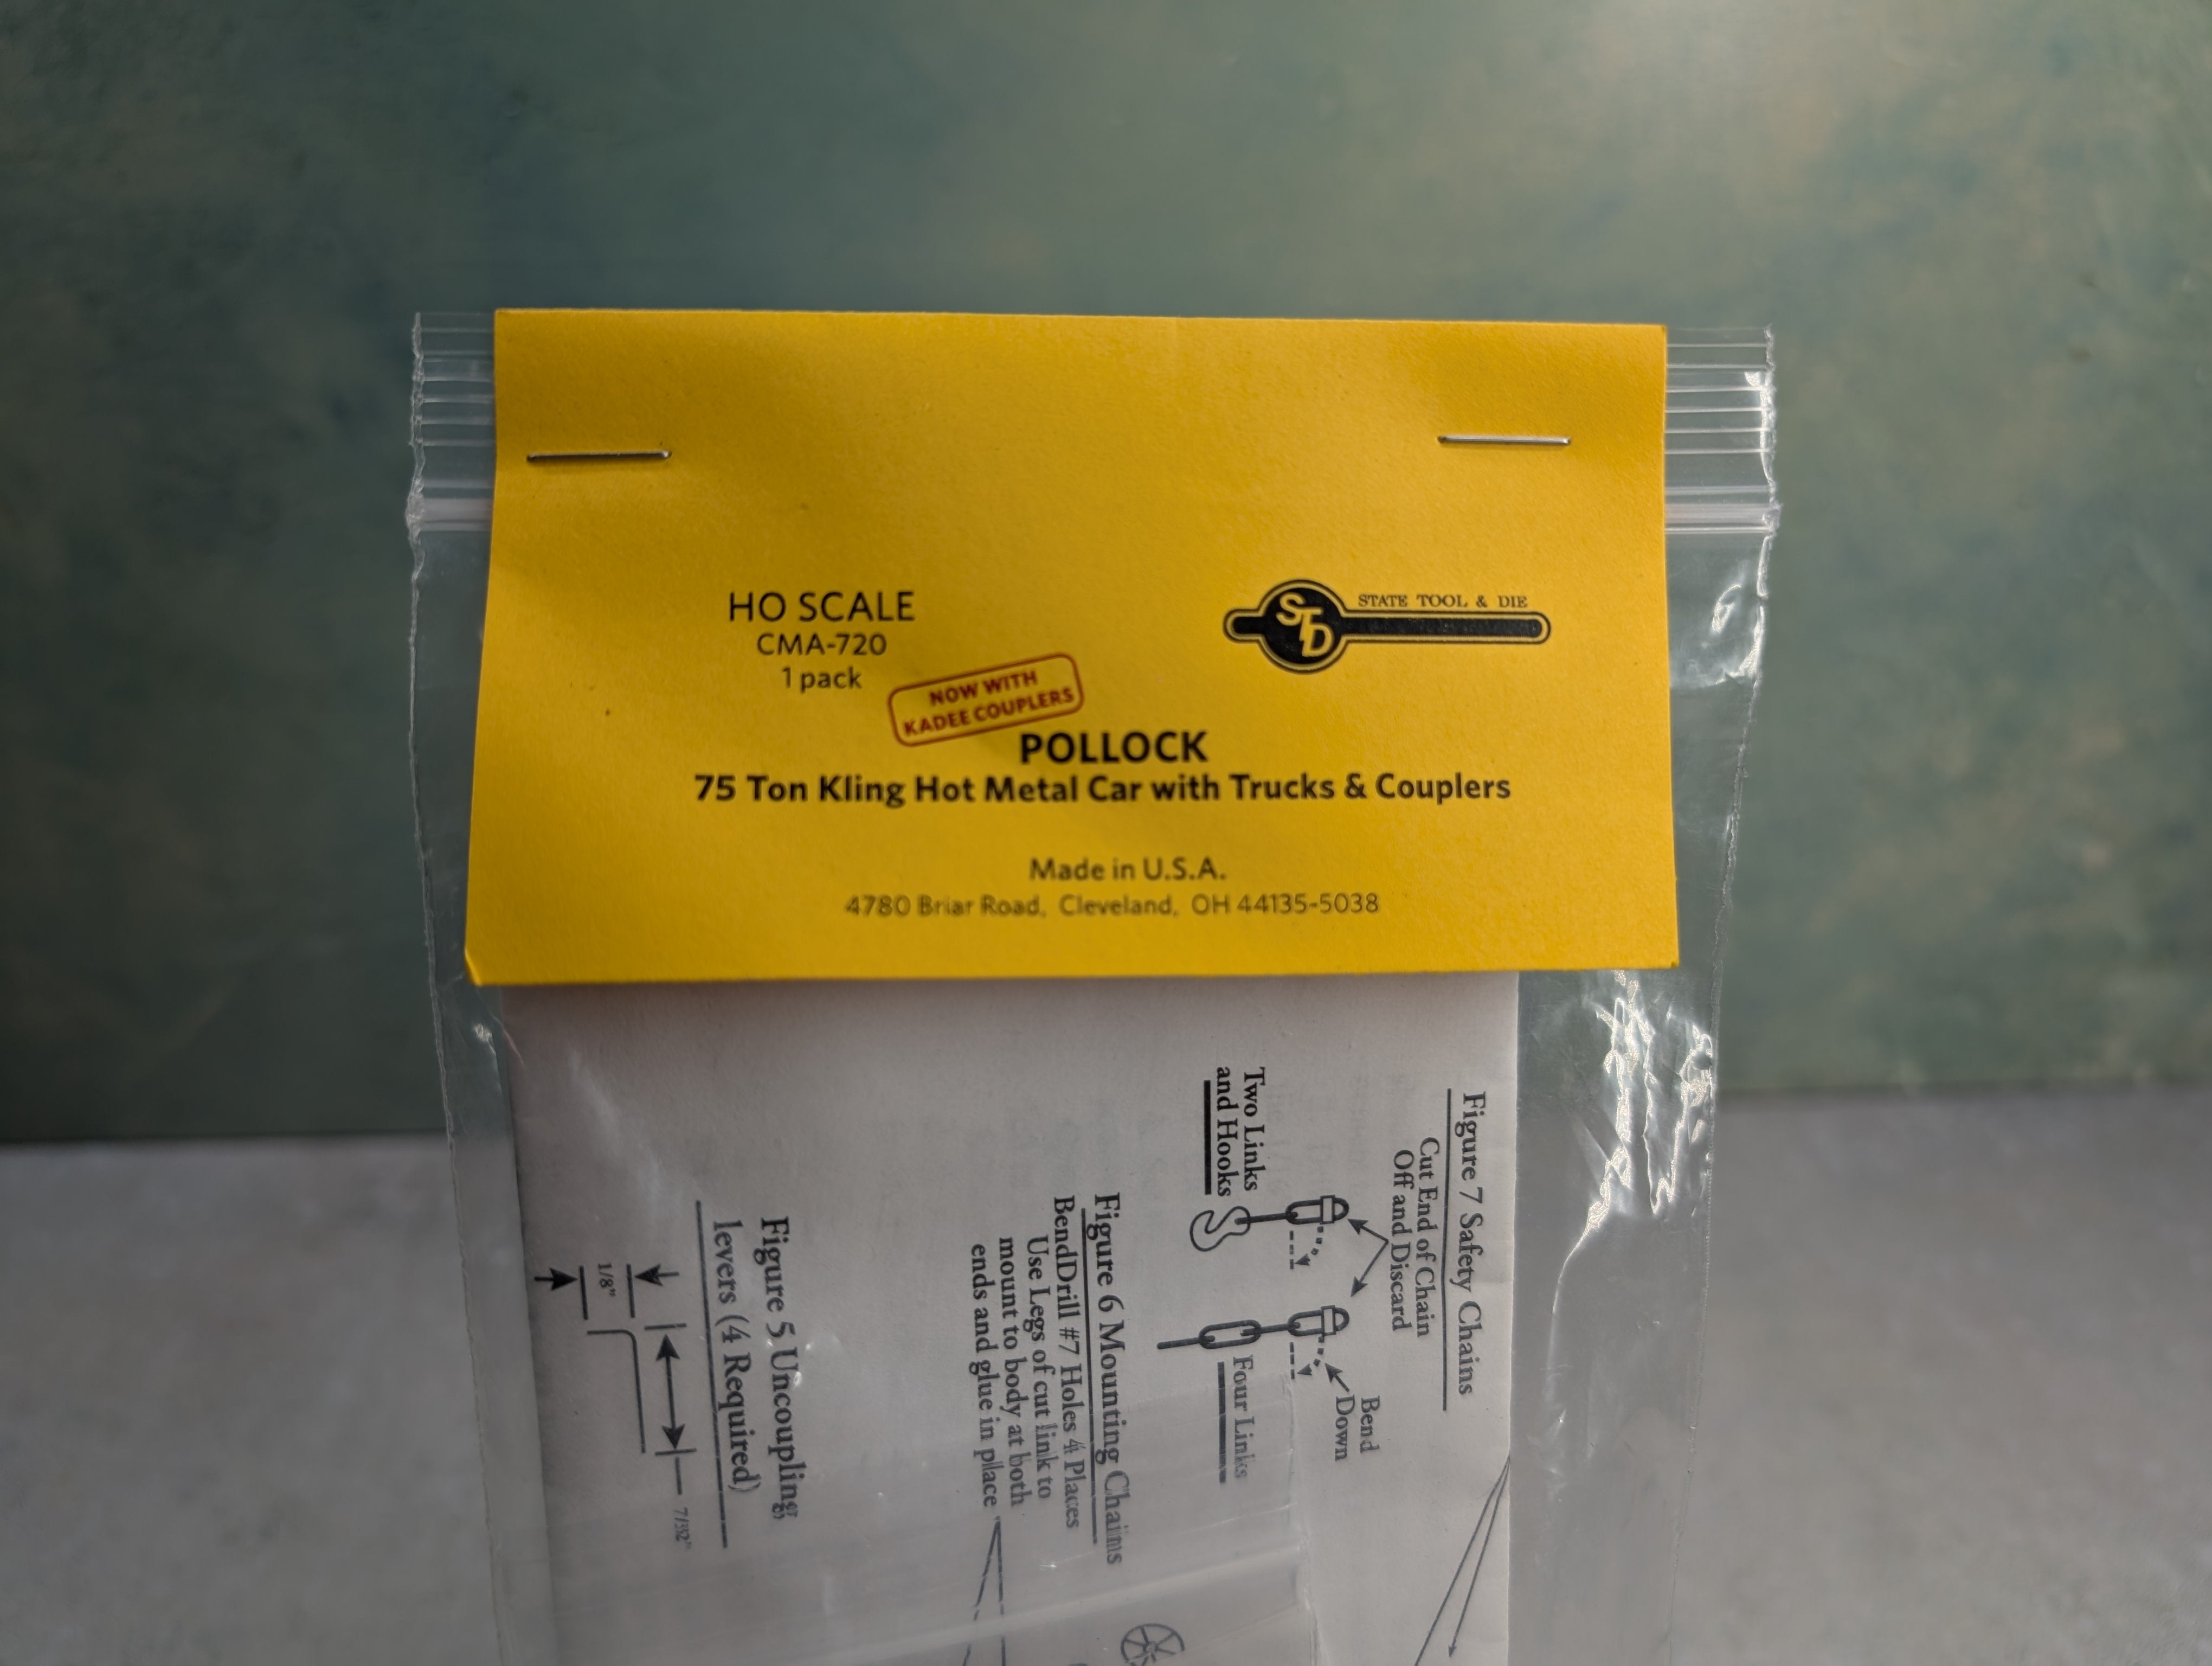 HO SCALE
CMA-720
1 pack
STD
STATE TOOL & DIE
NOW WITH
KADEE COUPLERS
POLLOCK
75 Ton Kling Hot Metal Car with Trucks & Couplers
Made in U.S.A.
4780 Briar Road, Cleveland, OH 44135-5038
Figure 7 Safety Chains
Cut End of Chain
Off and Discard
Bend
Down
Two Links
and Hooks
Four Links
Figure 6 Mounting Chains
BendDrill #7 Holes 4 Places
Use Legs of cut link to
mount to body at both
ends and glue in place
Figure 5 Uncoupling
levers (4 Required)
7/32"
1/8"